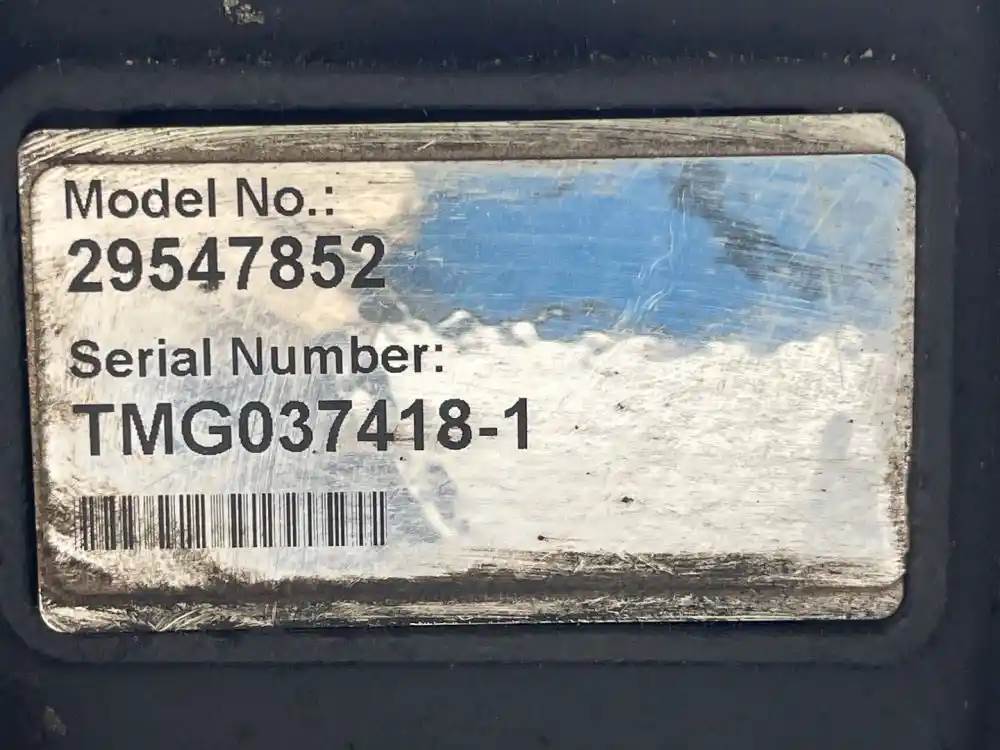 Model No.:
29547852
Serial Number:
TMG037418-1